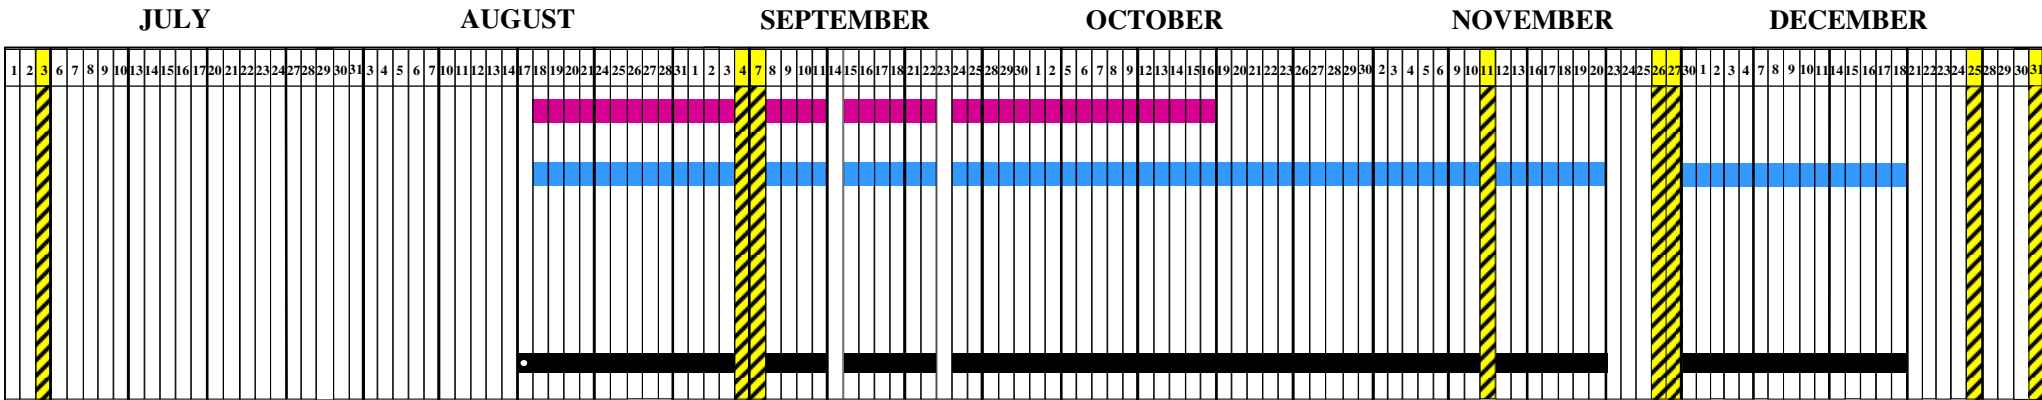 JULY AUGUST SEPTEMBER OCTOBER NOVEMBER DECEMBER
1 2 3 6 7 8 9 10 13 14 15 16 17 20 21 22 23 24 27 28 29 30 31 3 4 5 6 7 10 11 12 13 14 17 18 19 20 21 24 25 26 27 28 31 1 2 3 4 7 8 9 10 11 14 15 16 17 18 21 22 23 24 25 28 29 30 1 2 5 6 7 8 9 12 13 14 15 16 19 20 21 22 23 26 27 28 29 30 2 3 4 5 6 9 10 11 12 13 16 17 18 19 20 23 24 25 26 27 30 1 2 3 4 7 8 9 10 11 14 15 16 17 18 21 22 23 24 25 28 29 30 31